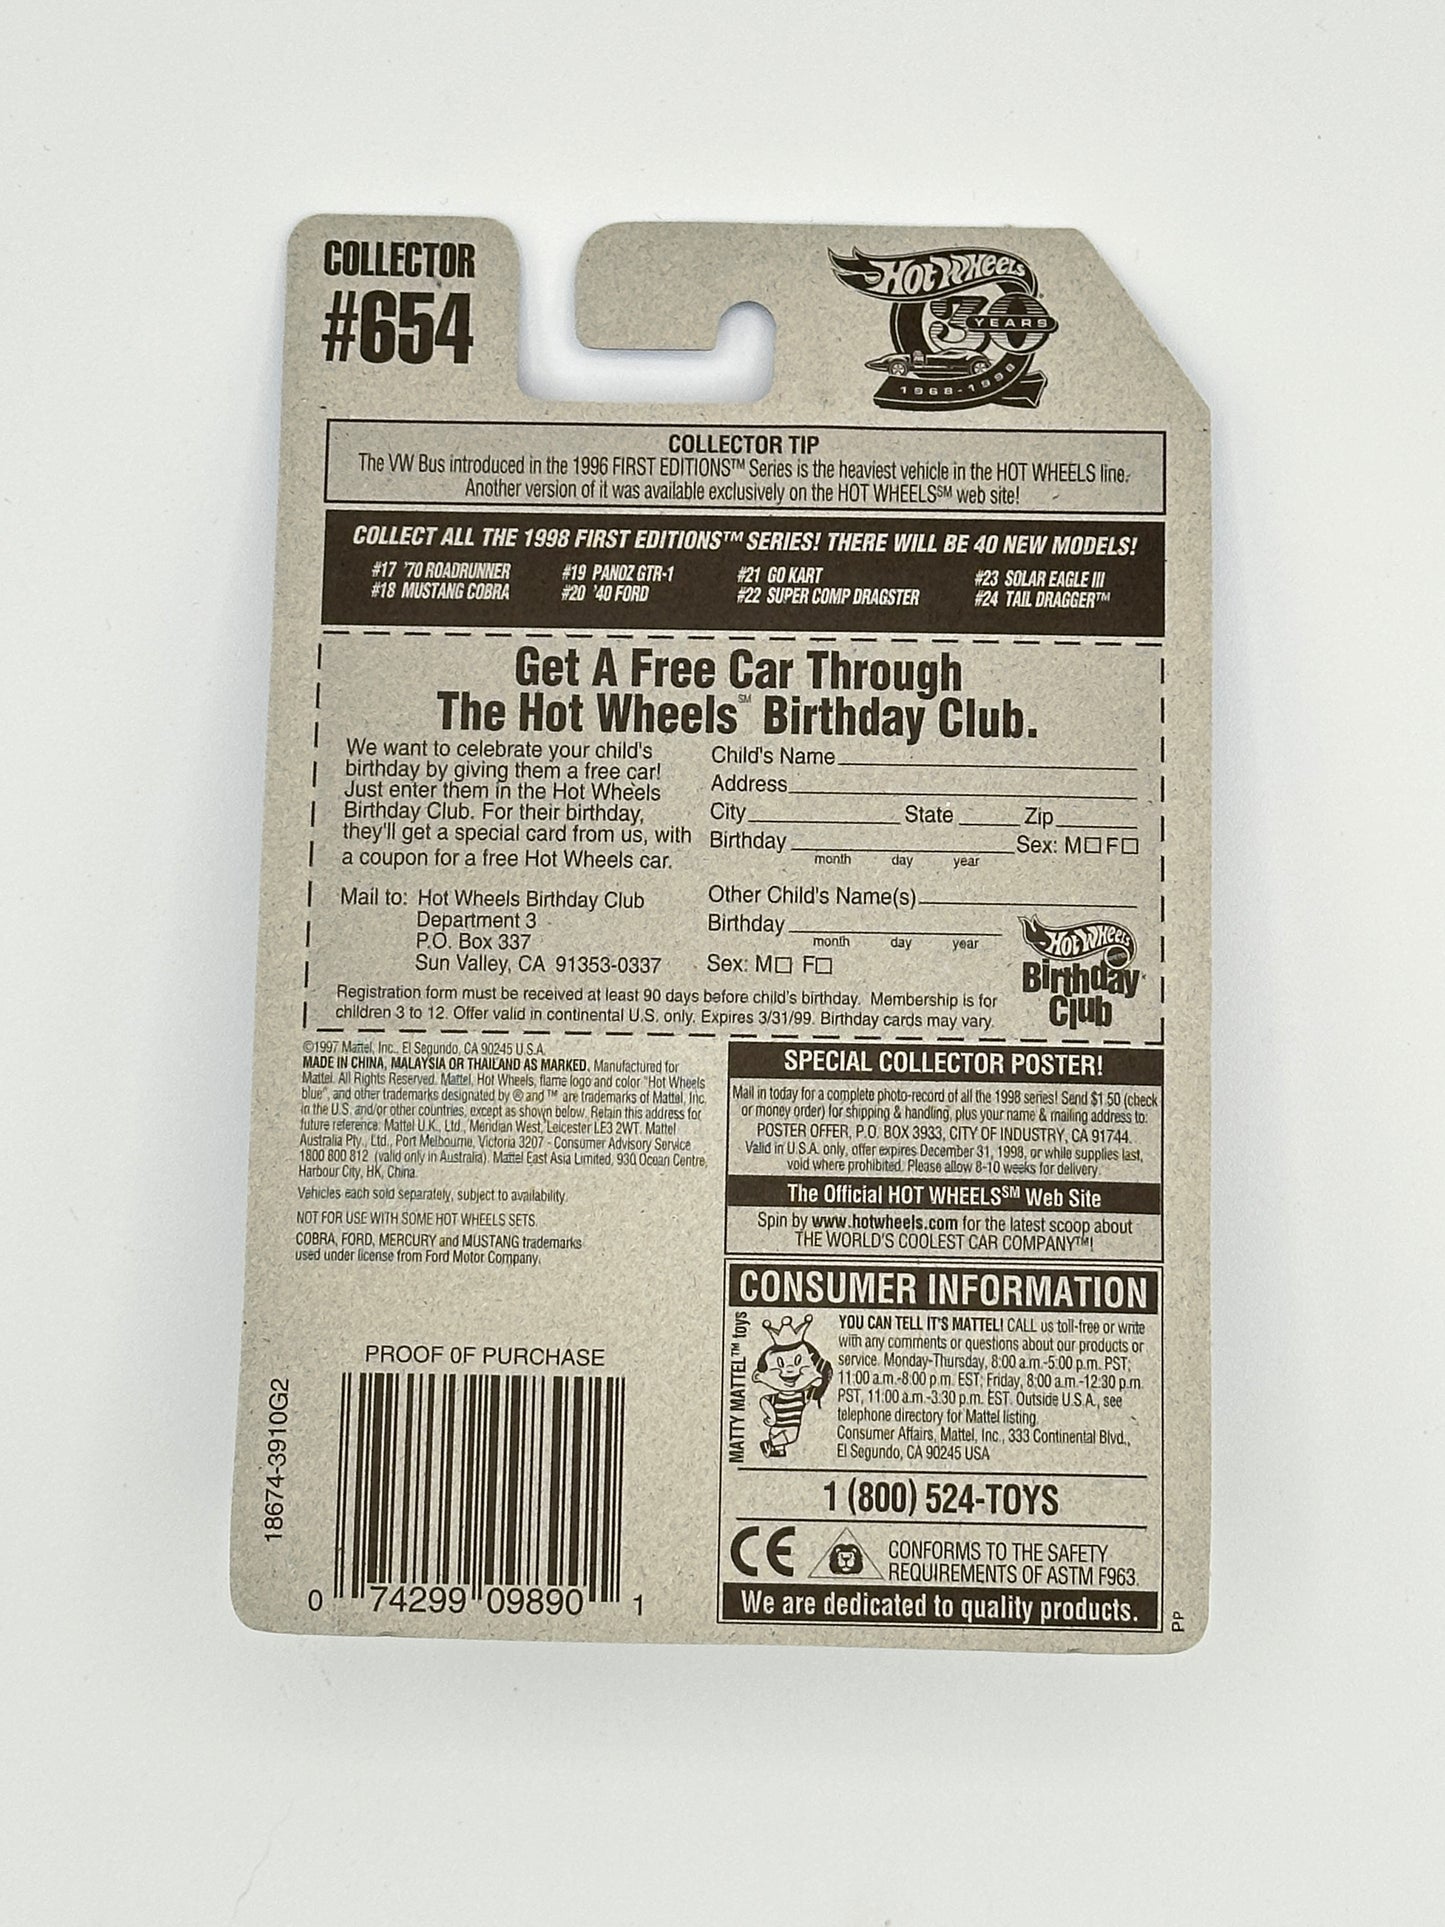 COLLECTOR
#654
HOT WHEELS
30
YEARS
1968-1998
COLLECTOR TIP
The VW Bus introduced in the 1996 FIRST EDITIONS™ Series is the heaviest vehicle in the HOT WHEELS line.
Another version of it was available exclusively on the HOT WHEELS℠ web site!
COLLECT ALL THE 1998 FIRST EDITIONS™ SERIES! THERE WILL BE 40 NEW MODELS!
#17 '70 ROADRUNNER #19 PANOZ GTR-1 #21 GO KART #23 SOLAR EAGLE III
#18 MUSTANG COBRA #20 '40 FORD #22 SUPER COMP DRAGSTER #24 TAIL DRAGGER™
Get A Free Car Through
The Hot Wheels℠ Birthday Club.
We want to celebrate your child's
birthday by giving them a free car!
Just enter them in the Hot Wheels
Birthday Club. For their birthday,
they'll get a special card from us, with
a coupon for a free Hot Wheels car.
Mail to: Hot Wheels Birthday Club
Department 3
P.O. Box 337
Sun Valley, CA 91353-0337
Child's Name
Address
City State Zip
Birthday Sex: M☐ F☐
month day year
Other Child's Name(s)
Birthday
month day year
Sex: M☐ F☐
HOT WHEELS
Birthday
Club
Registration form must be received at least 90 days before child's birthday. Membership is for
children 3 to 12. Offer valid in continental U.S. only. Expires 3/31/99. Birthday cards may vary.
©1997 Mattel, Inc., El Segundo, CA 90245 U.S.A.
MADE IN CHINA, MALAYSIA OR THAILAND AS MARKED. Manufactured for
Mattel. All Rights Reserved. Mattel, Hot Wheels, flame logo and color "Hot Wheels
blue", and other trademarks designated by ® and ™ are trademarks of Mattel, Inc.
in the U.S. and/or other countries, except as shown below. Retain this address for
future reference: Mattel U.K., Ltd., Meridian West, Leicester LE3 2WT. Mattel
Australia Pty., Ltd., Port Melbourne, Victoria 3207 - Consumer Advisory Service
1800 800 812 (valid only in Australia). Mattel East Asia Limited, 930 Ocean Centre,
Harbour City, HK, China.
Vehicles each sold separately, subject to availability.
NOT FOR USE WITH SOME HOT WHEELS SETS.
COBRA, FORD, MERCURY and MUSTANG trademarks
used under license from Ford Motor Company.
SPECIAL COLLECTOR POSTER!
Mail in today for a complete photo-record of all the 1998 series! Send $1.50 (check
or money order) for shipping & handling, plus your name & mailing address to:
POSTER OFFER, P.O. BOX 3933, CITY OF INDUSTRY, CA 91744.
Valid in U.S.A. only, offer expires December 31, 1998, or while supplies last,
void where prohibited. Please allow 8-10 weeks for delivery.
The Official HOT WHEELS℠ Web Site
Spin by www.hotwheels.com for the latest scoop about
THE WORLD'S COOLEST CAR COMPANY™!
CONSUMER INFORMATION
MATTY MATTEL™ toys
YOU CAN TELL IT'S MATTEL! CALL us toll-free or write
with any comments or questions about our products or
service. Monday-Thursday, 8:00 a.m.-5:00 p.m. PST;
11:00 a.m.-8:00 p.m. EST; Friday, 8:00 a.m.-12:30 p.m.
PST, 11:00 a.m.-3:30 p.m. EST. Outside U.S.A., see
telephone directory for Mattel listing.
Consumer Affairs, Mattel, Inc., 333 Continental Blvd.,
El Segundo, CA 90245 USA
1 (800) 524-TOYS
CE
CONFORMS TO THE SAFETY
REQUIREMENTS OF ASTM F963.
We are dedicated to quality products.
PP
PROOF OF PURCHASE
18674-3910G2
0 74299 09890 1